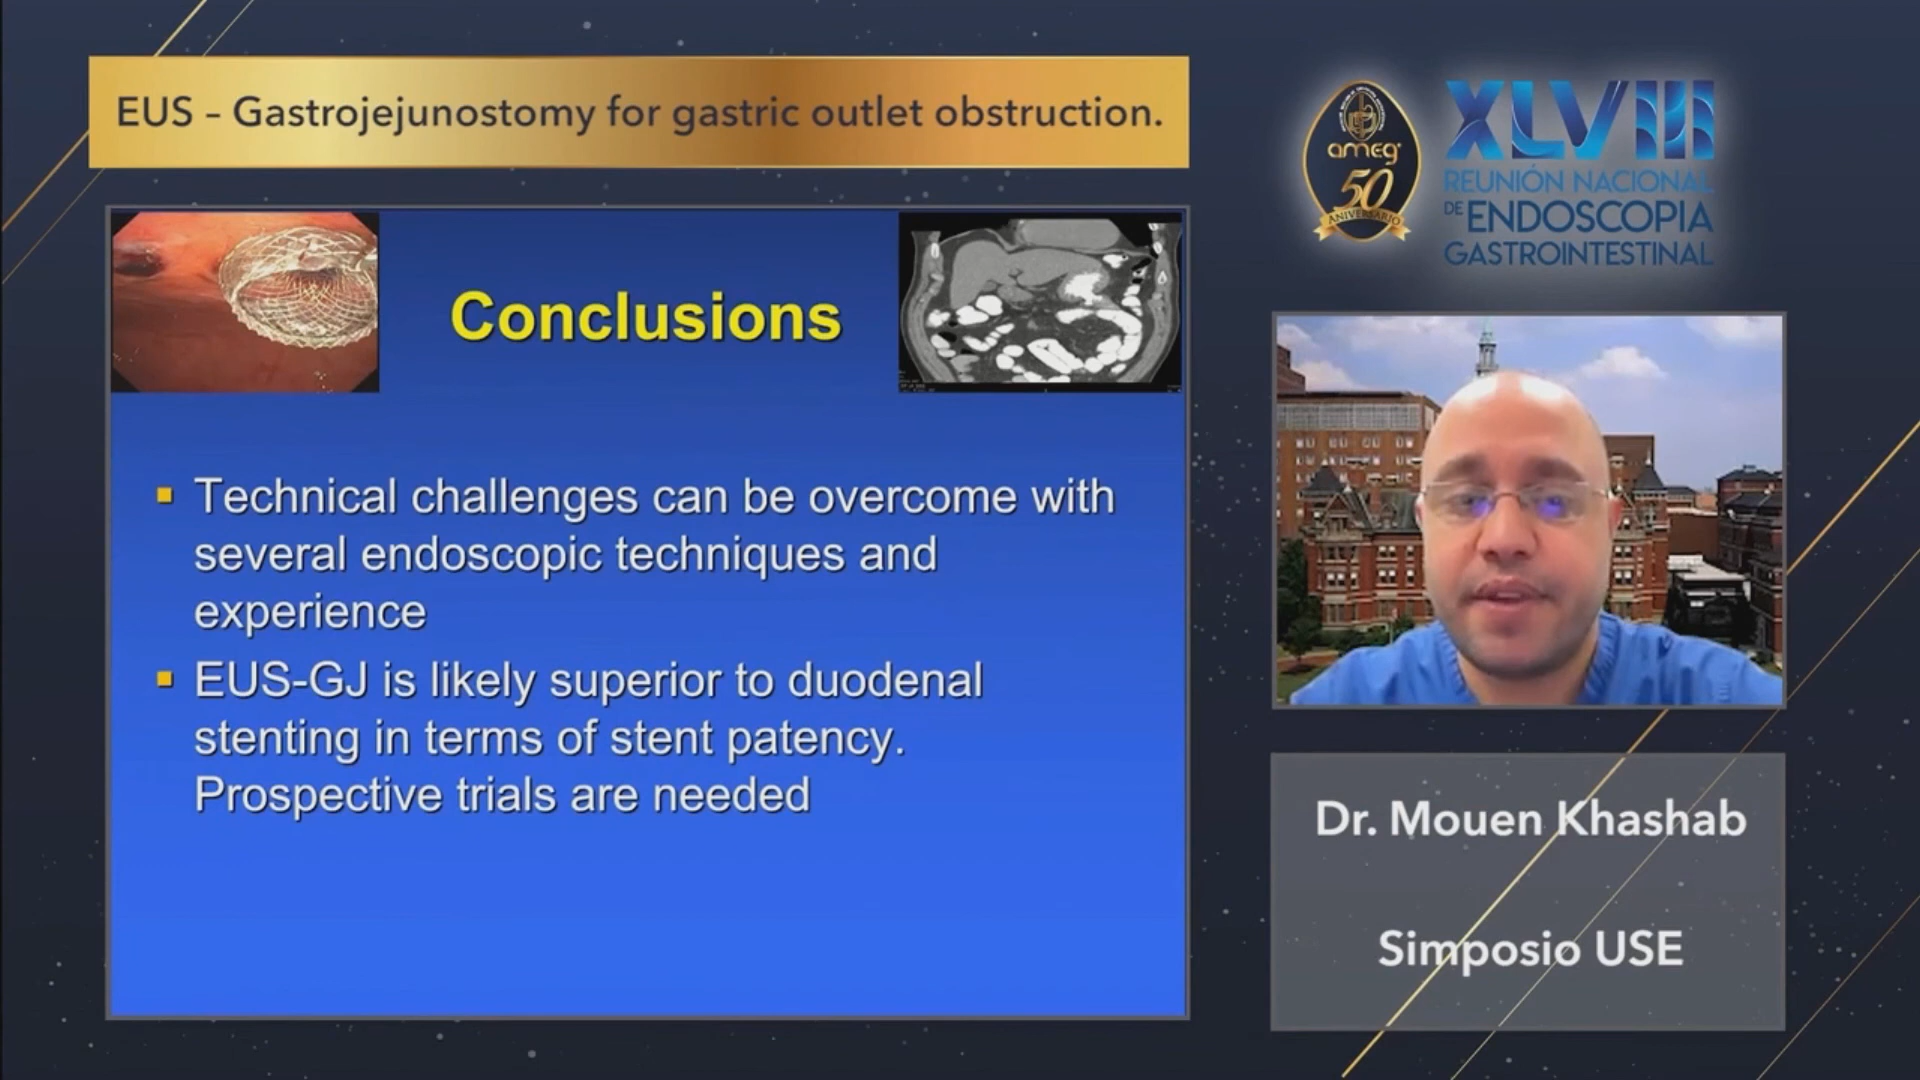 EUS – Gastrojejunostomy for gastric outlet obstruction.
ameg
50
ANIVERSARIO
XLVIII
REUNIÓN NACIONAL
DE ENDOSCOPIA
GASTROINTESTINAL
Conclusions
Technical challenges can be overcome with
several endoscopic techniques and
experience
EUS-GJ is likely superior to duodenal
stenting in terms of stent patency.
Prospective trials are needed
Dr. Mouen Khashab
Simposio USE